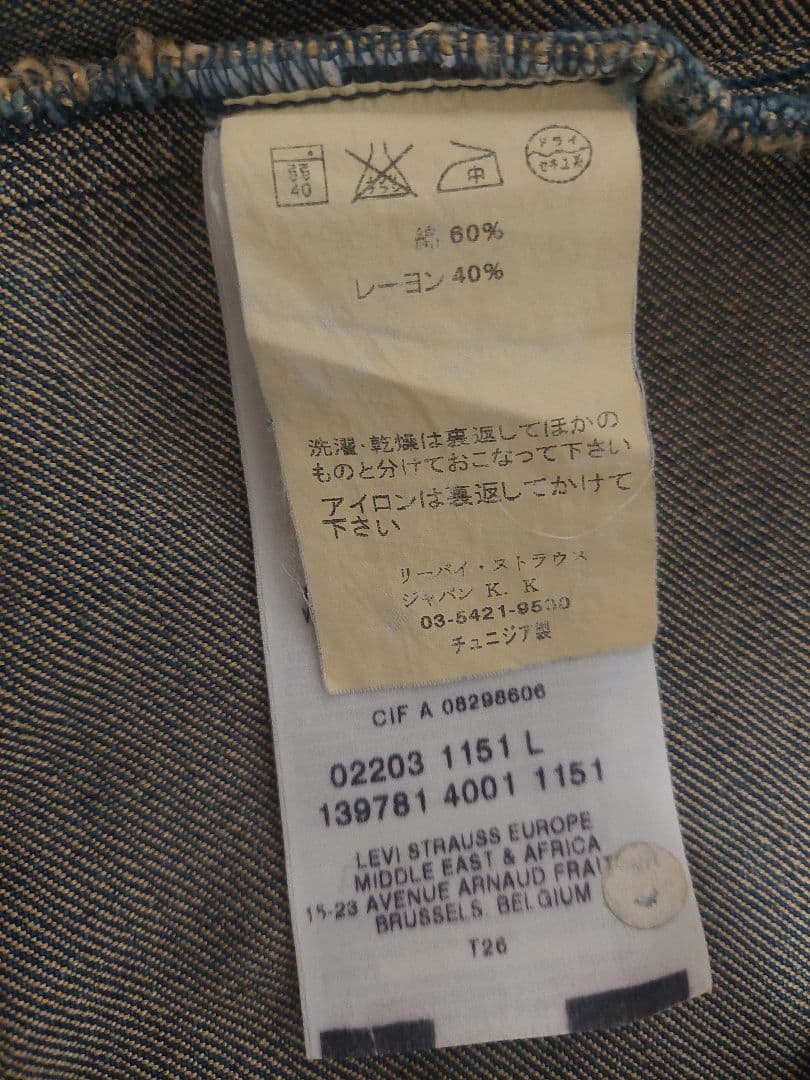 40
中
ドライ
セキユ系
綿 60%
レーヨン 40%
洗濯・乾燥は裏返してほかの
ものと分けておこなって下さい
アイロンは裏返してかけて
下さい
リーバイ・ストラウス
ジャパン K. K
03-5421-9500
チュニジア製
CIF A 08298606
02203 1151 L
139781 4001 1151
LEVI STRAUSS EUROPE
MIDDLE EAST & AFRICA
15-23 AVENUE ARNAUD
BRUSSELS. BELGIUM
T26